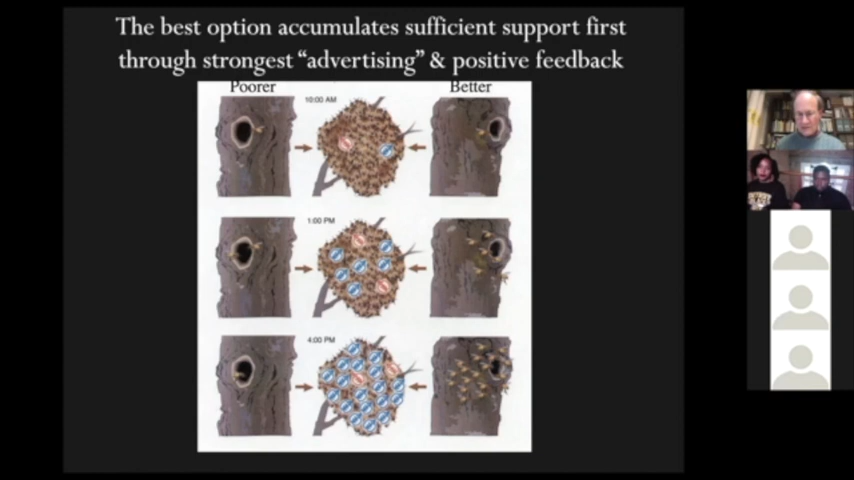 The best option accumulates sufficient support first
through strongest “advertising” & positive feedback
Poorer
Better
10:00 AM
1:00 PM
4:00 PM